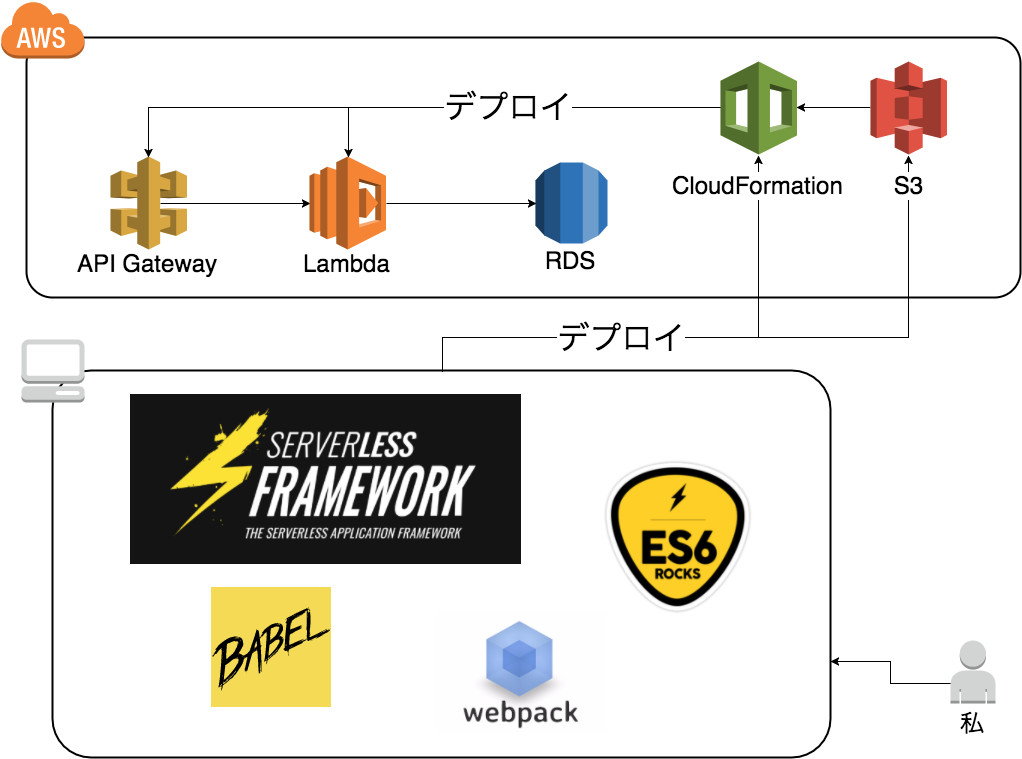 AWS
デプロイ
CloudFormation
S3
API Gateway
Lambda
RDS
デプロイ
SERVERLESS
FRAMEWORK
THE SERVERLESS APPLICATION FRAMEWORK
ES6
ROCKS
BABEL
webpack
私